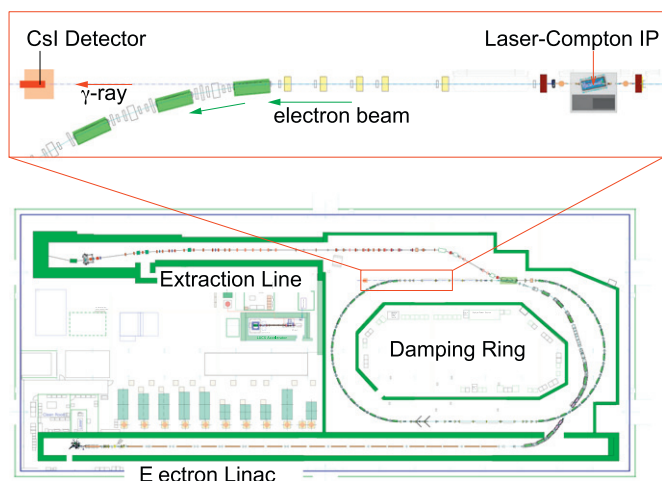 CsI Detector
Laser-Compton IP
γ-ray
electron beam
Extraction Line
Damping Ring
E ectron Linac